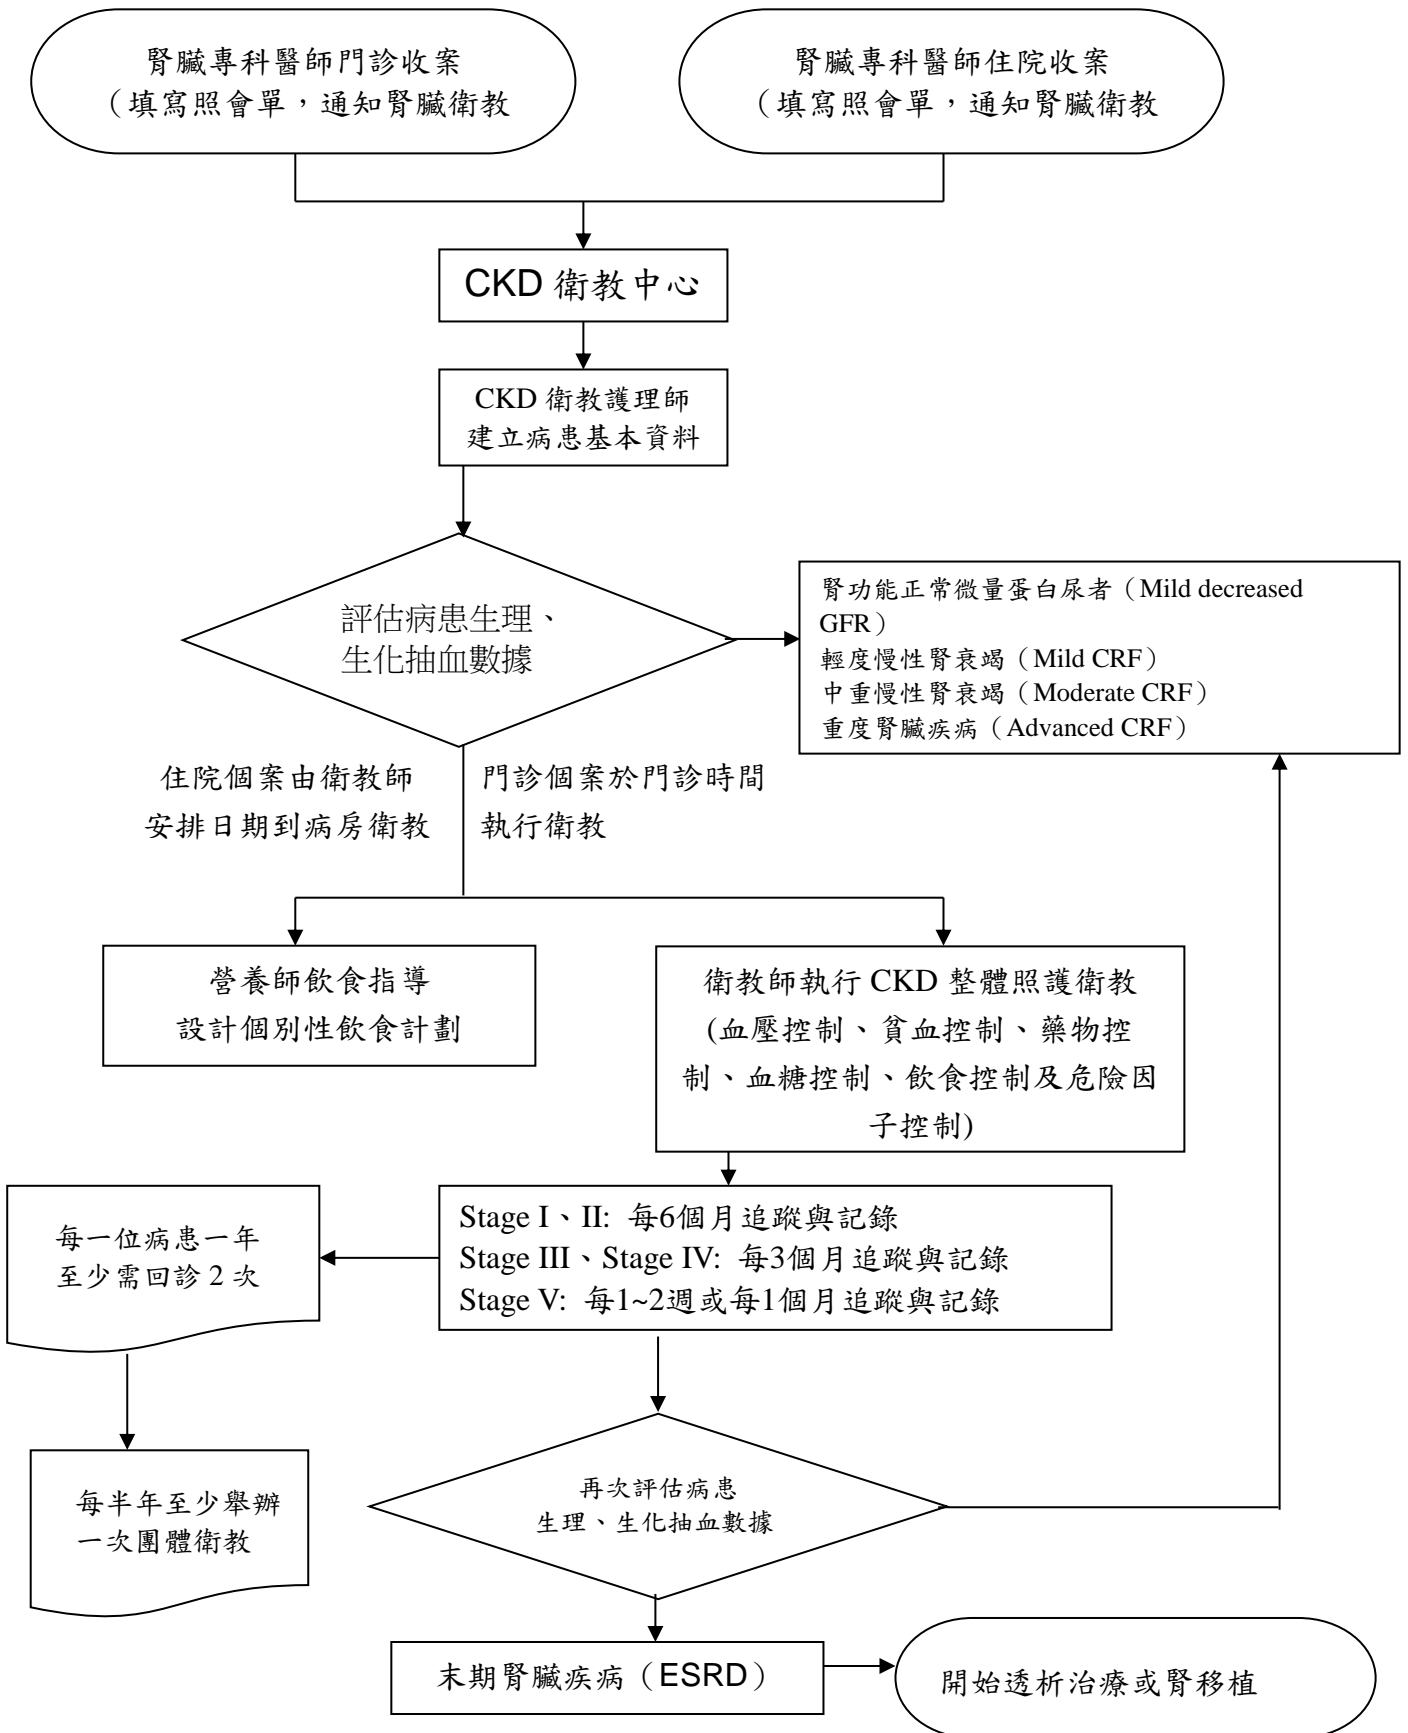 腎臟專科醫師門診收案
（填寫照會單，通知腎臟衛教
腎臟專科醫師住院收案
（填寫照會單，通知腎臟衛教
CKD 衛教中心
CKD 衛教護理師
建立病患基本資料
評估病患生理、
生化抽血數據
腎功能正常微量蛋白尿者（Mild decreased
GFR）
輕度慢性腎衰竭（Mild CRF）
中重慢性腎衰竭（Moderate CRF）
重度腎臟疾病（Advanced CRF）
住院個案由衛教師
安排日期到病房衛教
門診個案於門診時間
執行衛教
營養師飲食指導
設計個別性飲食計劃
衛教師執行 CKD 整體照護衛教
(血壓控制、貧血控制、藥物控
制、血糖控制、飲食控制及危險因
子控制)
Stage I、II: 每6個月追蹤與記錄
Stage III、Stage IV: 每3個月追蹤與記錄
Stage V: 每1~2週或每1個月追蹤與記錄
每一位病患一年
至少需回診 2 次
每半年至少舉辦
一次團體衛教
再次評估病患
生理、生化抽血數據
末期腎臟疾病（ESRD）
開始透析治療或腎移植